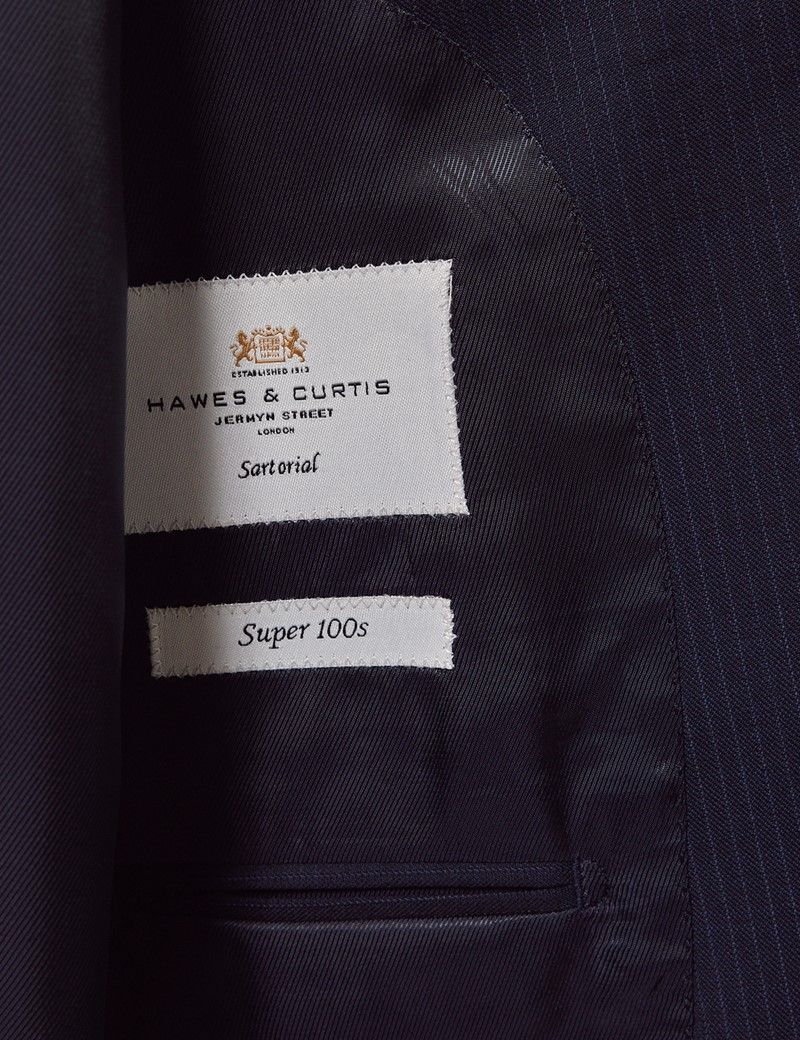 ESTABLISHED 1913
HAWES & CURTIS
JERMYN STREET
LONDON
Sartorial
Super 100s